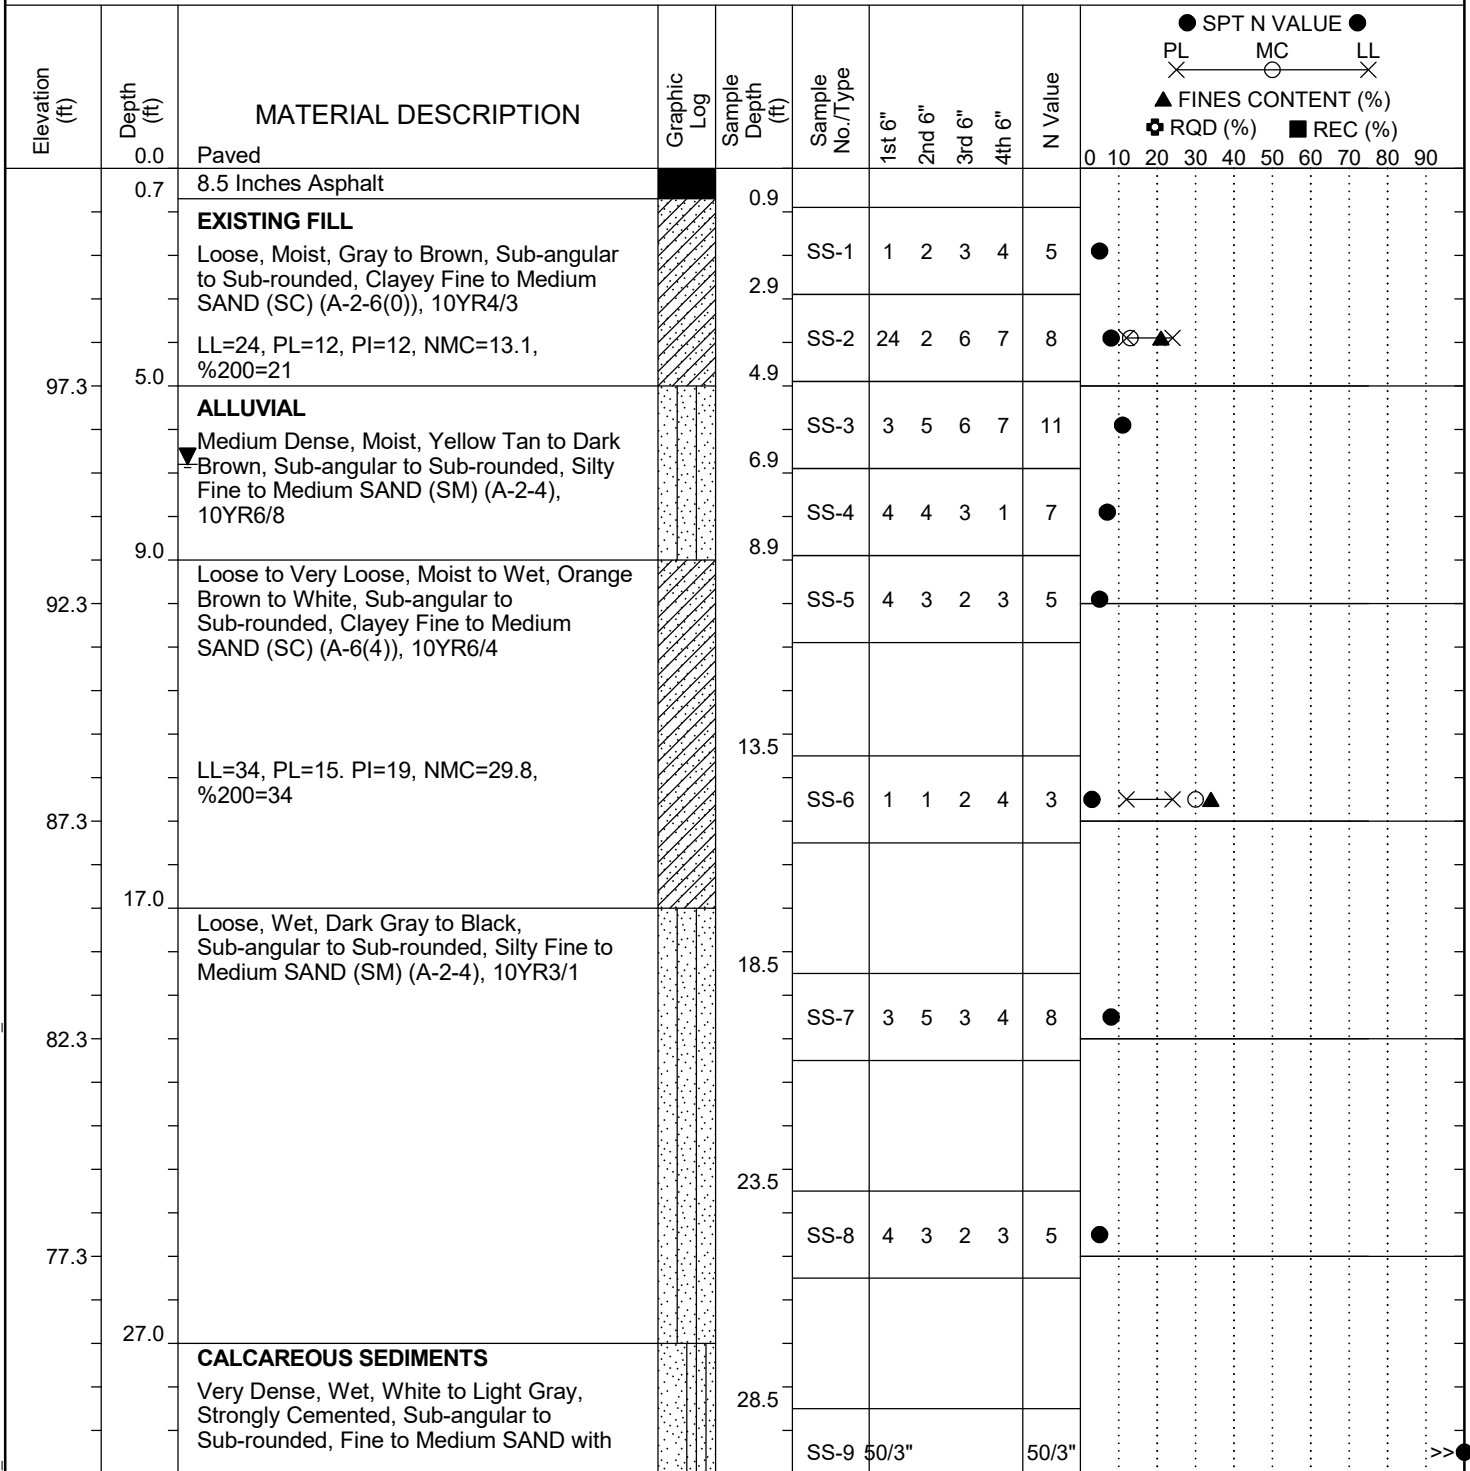 ● SPT N VALUE ●
PL MC LL
▲ FINES CONTENT (%)
RQD (%) ■ REC (%)
Elevation (ft)
Depth (ft)
MATERIAL DESCRIPTION
Graphic Log
Sample Depth (ft)
Sample No./Type
1st 6"
2nd 6"
3rd 6"
4th 6"
N Value
0 10 20 30 40 50 60 70 80 90
0.0 Paved
0.7 8.5 Inches Asphalt
0.9
EXISTING FILL
Loose, Moist, Gray to Brown, Sub-angular
to Sub-rounded, Clayey Fine to Medium
SAND (SC) (A-2-6(0)), 10YR4/3
SS-1 1 2 3 4 5
2.9
LL=24, PL=12, PI=12, NMC=13.1,
%200=21
SS-2 24 2 6 7 8
97.3 5.0 4.9
ALLUVIAL
Medium Dense, Moist, Yellow Tan to Dark
Brown, Sub-angular to Sub-rounded, Silty
Fine to Medium SAND (SM) (A-2-4),
10YR6/8
SS-3 3 5 6 7 11
6.9
SS-4 4 4 3 1 7
9.0 8.9
Loose to Very Loose, Moist to Wet, Orange
Brown to White, Sub-angular to
Sub-rounded, Clayey Fine to Medium
SAND (SC) (A-6(4)), 10YR6/4
92.3 SS-5 4 3 2 3 5
13.5
LL=34, PL=15. PI=19, NMC=29.8,
%200=34
SS-6 1 1 2 4 3
87.3
17.0
Loose, Wet, Dark Gray to Black,
Sub-angular to Sub-rounded, Silty Fine to
Medium SAND (SM) (A-2-4), 10YR3/1
18.5
SS-7 3 5 3 4 8
82.3
23.5
SS-8 4 3 2 3 5
77.3
27.0
CALCAREOUS SEDIMENTS
Very Dense, Wet, White to Light Gray,
Strongly Cemented, Sub-angular to
Sub-rounded, Fine to Medium SAND with
28.5
SS-9 50/3" 50/3" >>